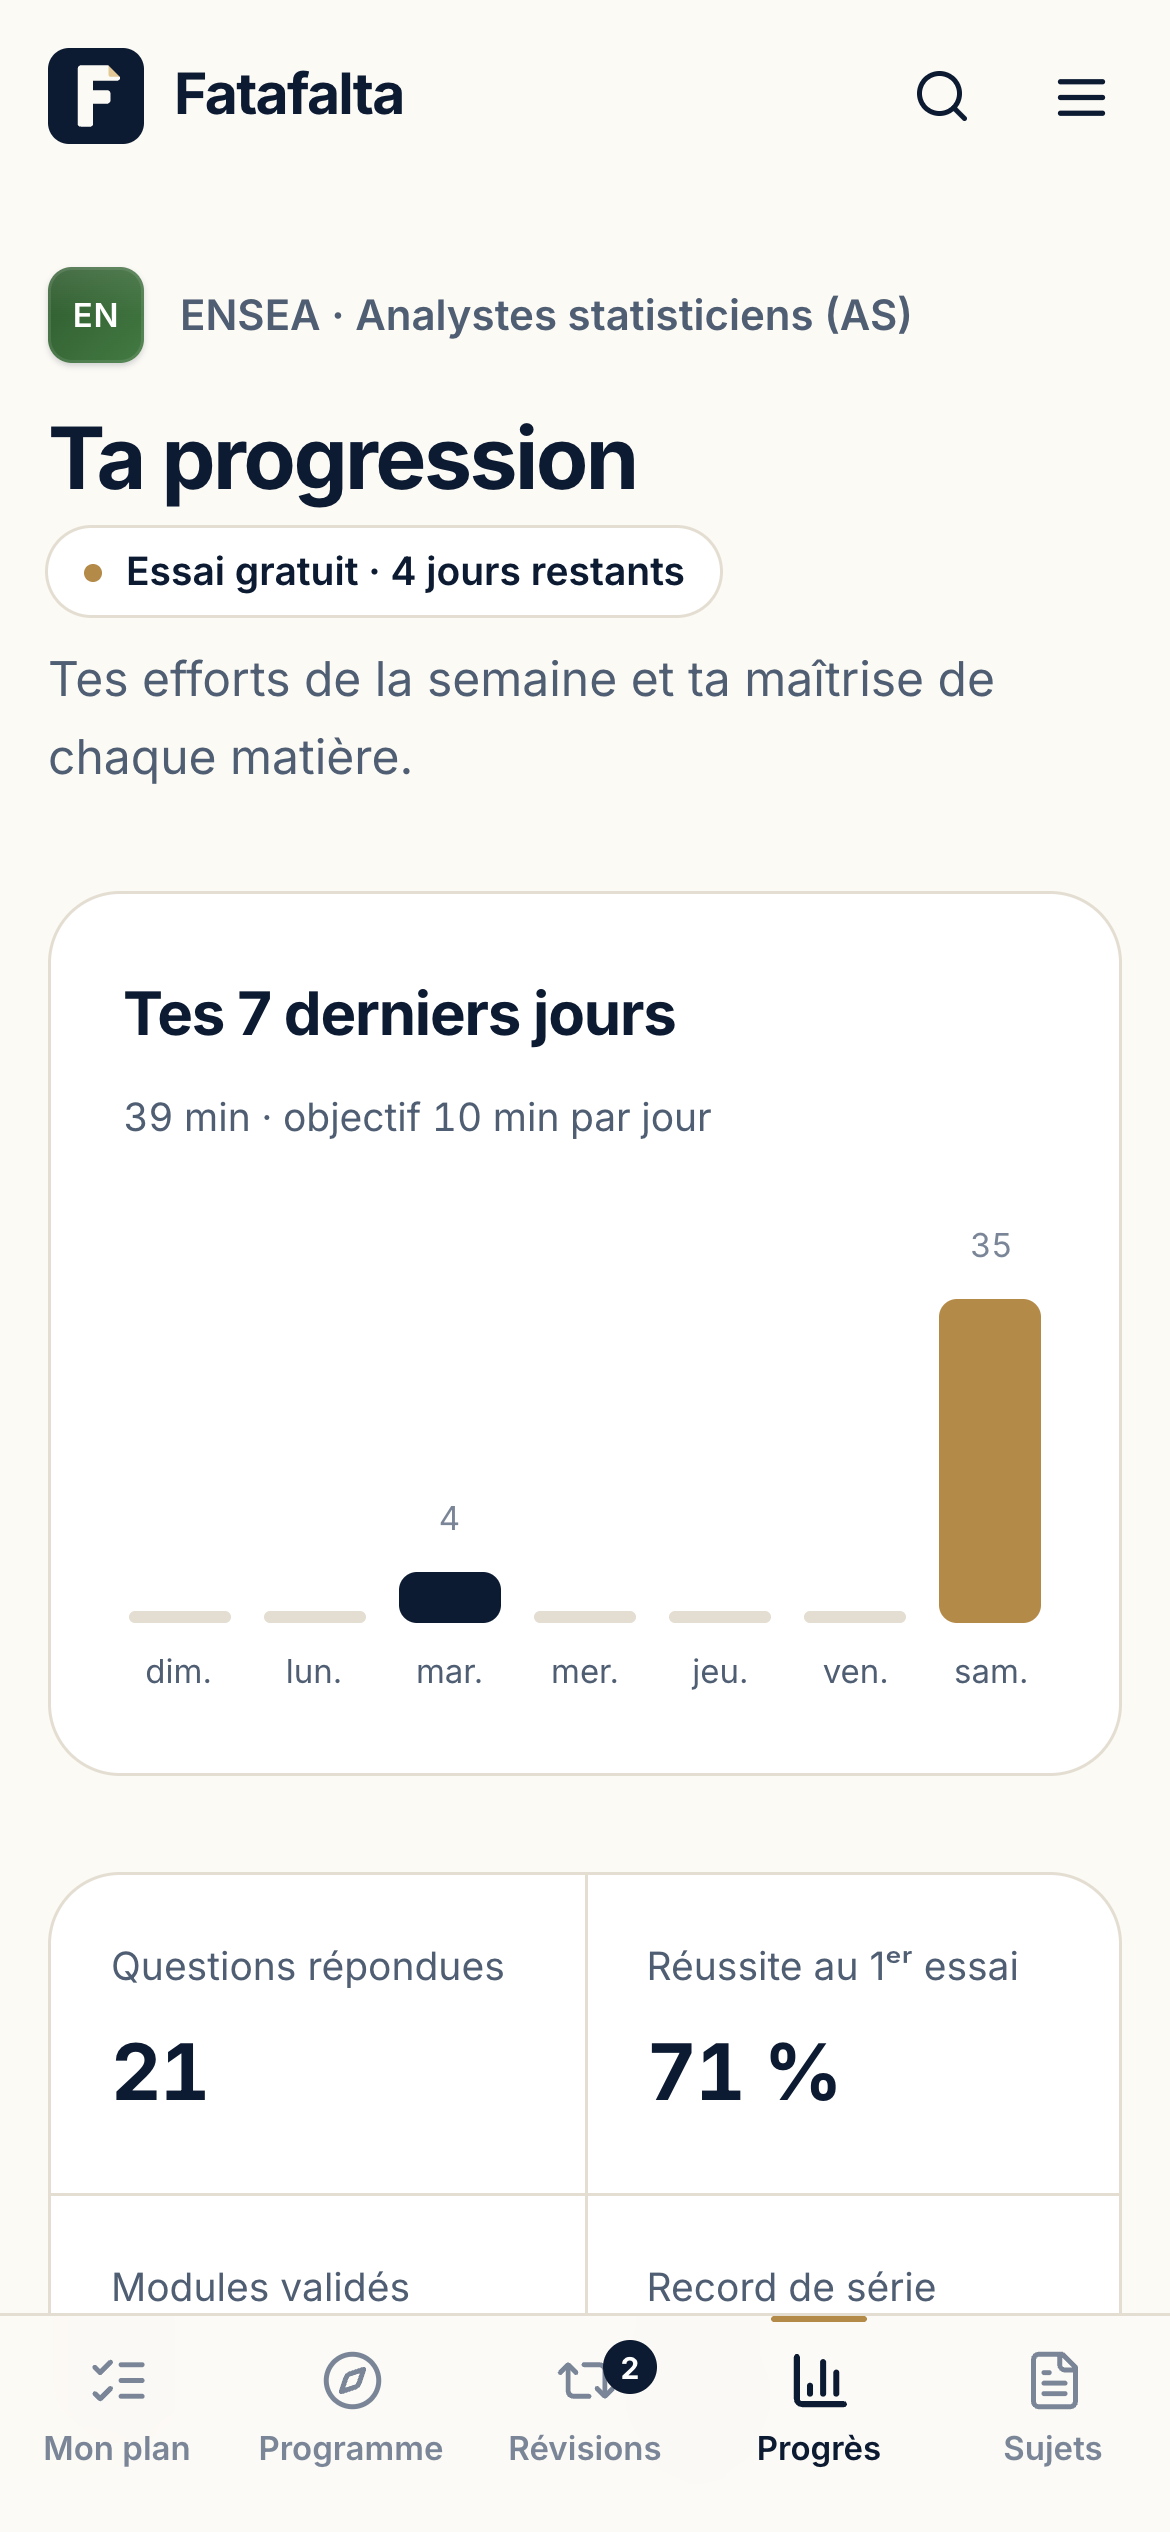 Fatafalta
EN
ENSEA · Analystes statisticiens (AS)
Ta progression
Essai gratuit · 4 jours restants
Tes efforts de la semaine et ta maîtrise de
chaque matière.
Tes 7 derniers jours
39 min · objectif 10 min par jour
35
4
dim. lun. mar. mer. jeu. ven. sam.
Questions répondues
21
Réussite au 1ᵉʳ essai
71 %
Modules validés
Record de série
2
Mon plan Programme Révisions Progrès Sujets